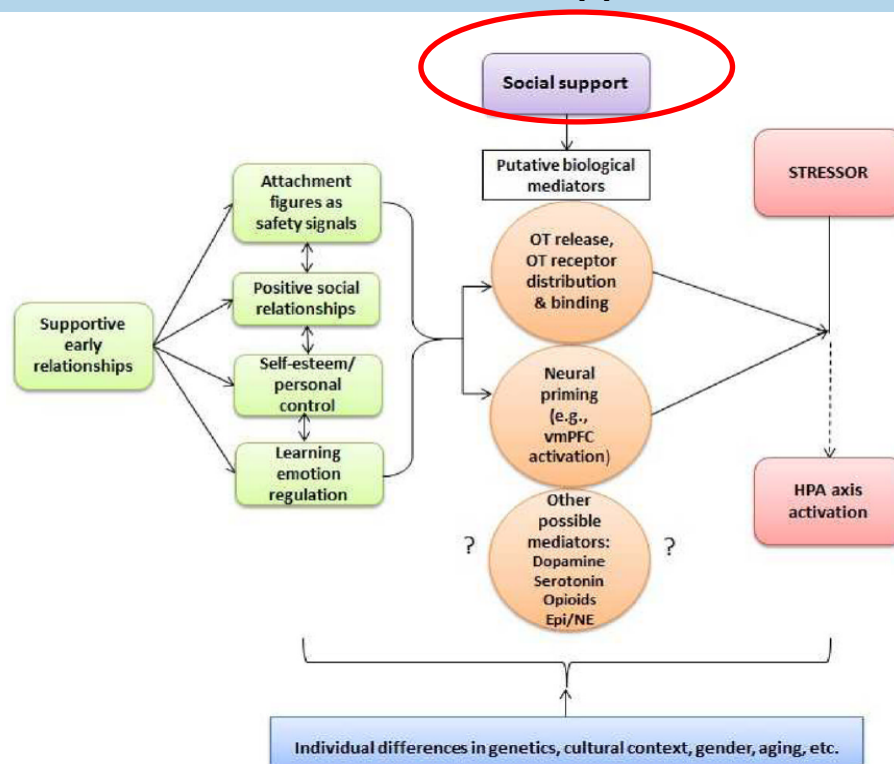 Social support
Putative biological
mediators
STRESSOR
Attachment
figures as
safety signals
OT release,
OT receptor
distribution
& binding
Positive social
relationships
Supportive
early
relationships
Self-esteem/
personal
control
Neural
priming
(e.g.,
vmPFC
activation)
Learning
emotion
regulation
HPA axis
activation
Other
possible
mediators:
Dopamine
Serotonin
Opioids
Epi/NE
?
?
Individual differences in genetics, cultural context, gender, aging, etc.